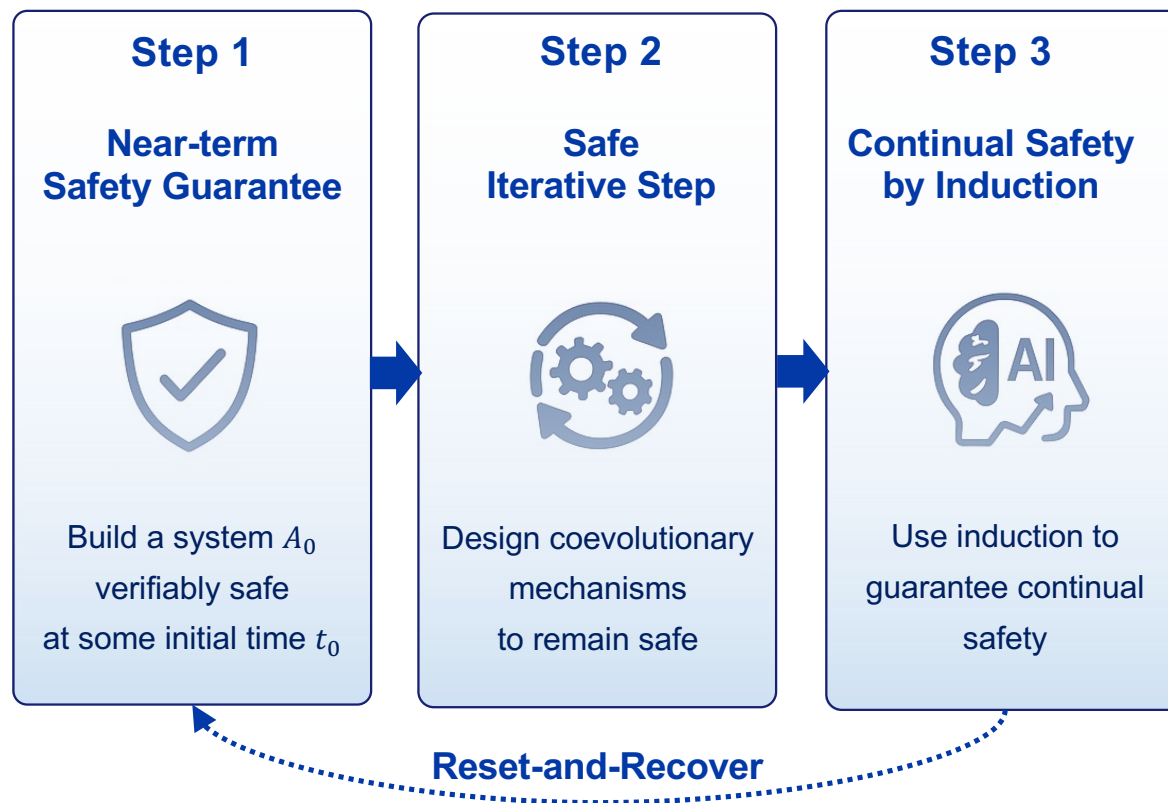 Step 1
Near-term
Safety Guarantee
Build a system A₀
verifiably safe
at some initial time t₀
Step 2
Safe
Iterative Step
Design coevolutionary
mechanisms
to remain safe
Step 3
Continual Safety
by Induction
AI
Use induction to
guarantee continual
safety
Reset-and-Recover